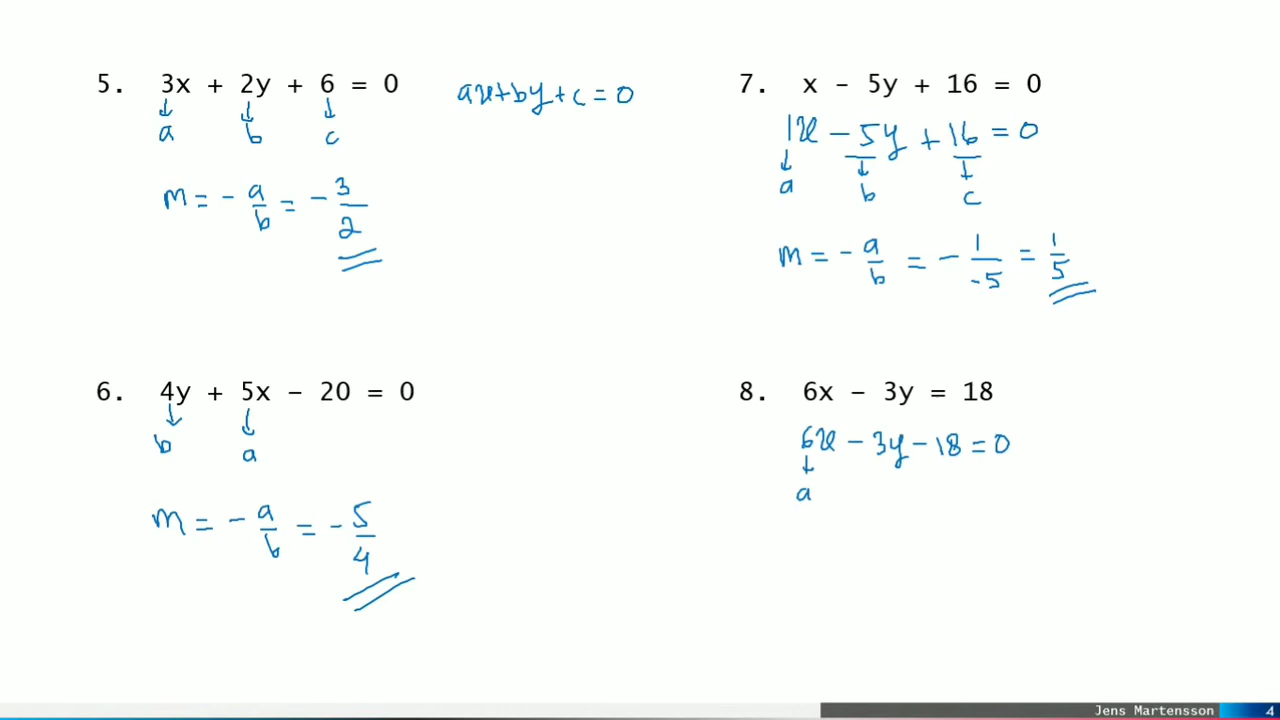 5. 3x + 2y + 6 = 0
ax+by+c=0
a b c
m = - a/b = - 3/2
6. 4y + 5x - 20 = 0
b a
m = - a/b = - 5/4
7. x - 5y + 16 = 0
1x - 5y + 16 = 0
a b c
m = - a/b = - 1/-5 = 1/5
8. 6x - 3y = 18
6x - 3y - 18 = 0
a
Jens Martensson 4